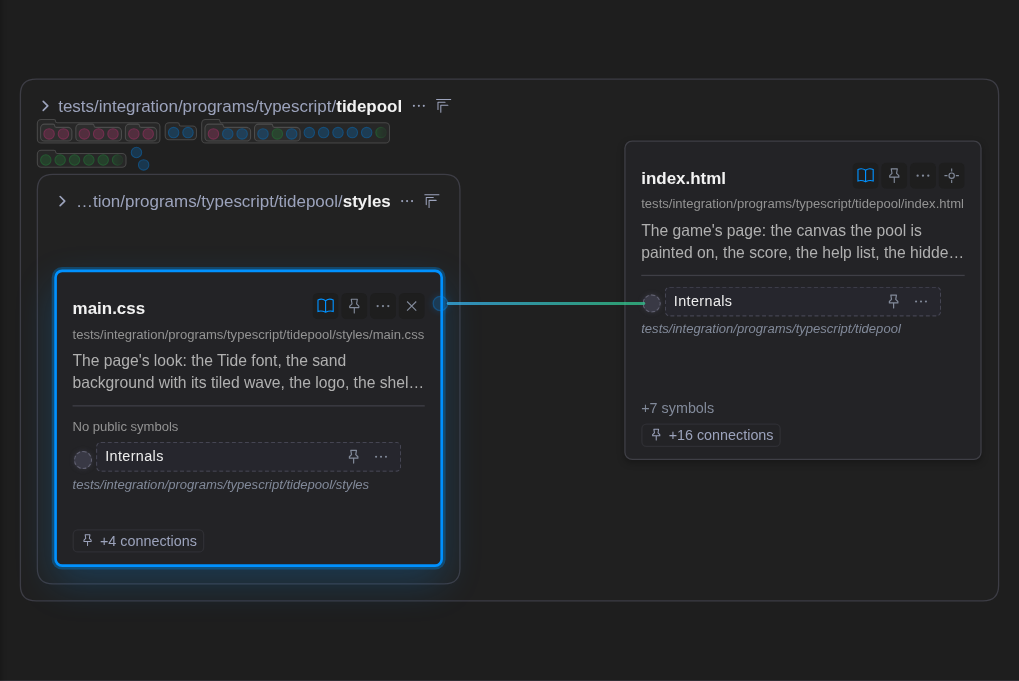 tests/integration/programs/typescript/tidepool
…tion/programs/typescript/tidepool/styles
main.css
tests/integration/programs/typescript/tidepool/styles/main.css
The page's look: the Tide font, the sand
background with its tiled wave, the logo, the shel…
No public symbols
Internals
tests/integration/programs/typescript/tidepool/styles
+4 connections
index.html
tests/integration/programs/typescript/tidepool/index.html
The game's page: the canvas the pool is
painted on, the score, the help list, the hidde…
Internals
tests/integration/programs/typescript/tidepool
+7 symbols
+16 connections